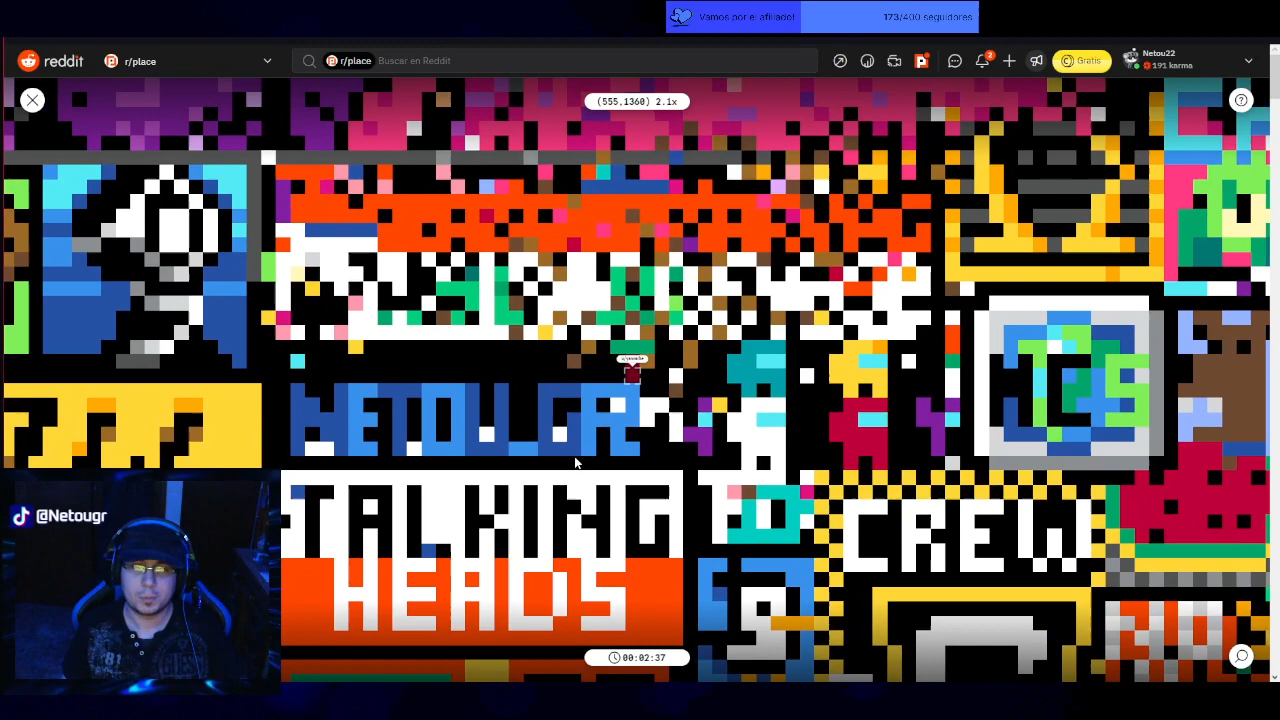 Vamos por el afiliado!
173/400 seguidores
reddit
r/place
r/place
Buscar en Reddit
2
Gratis
Netou22
191 karma
(555,1360) 2.1x
NETOUGR
TALKING
HEADS
CREW
@Netougr
00:02:37